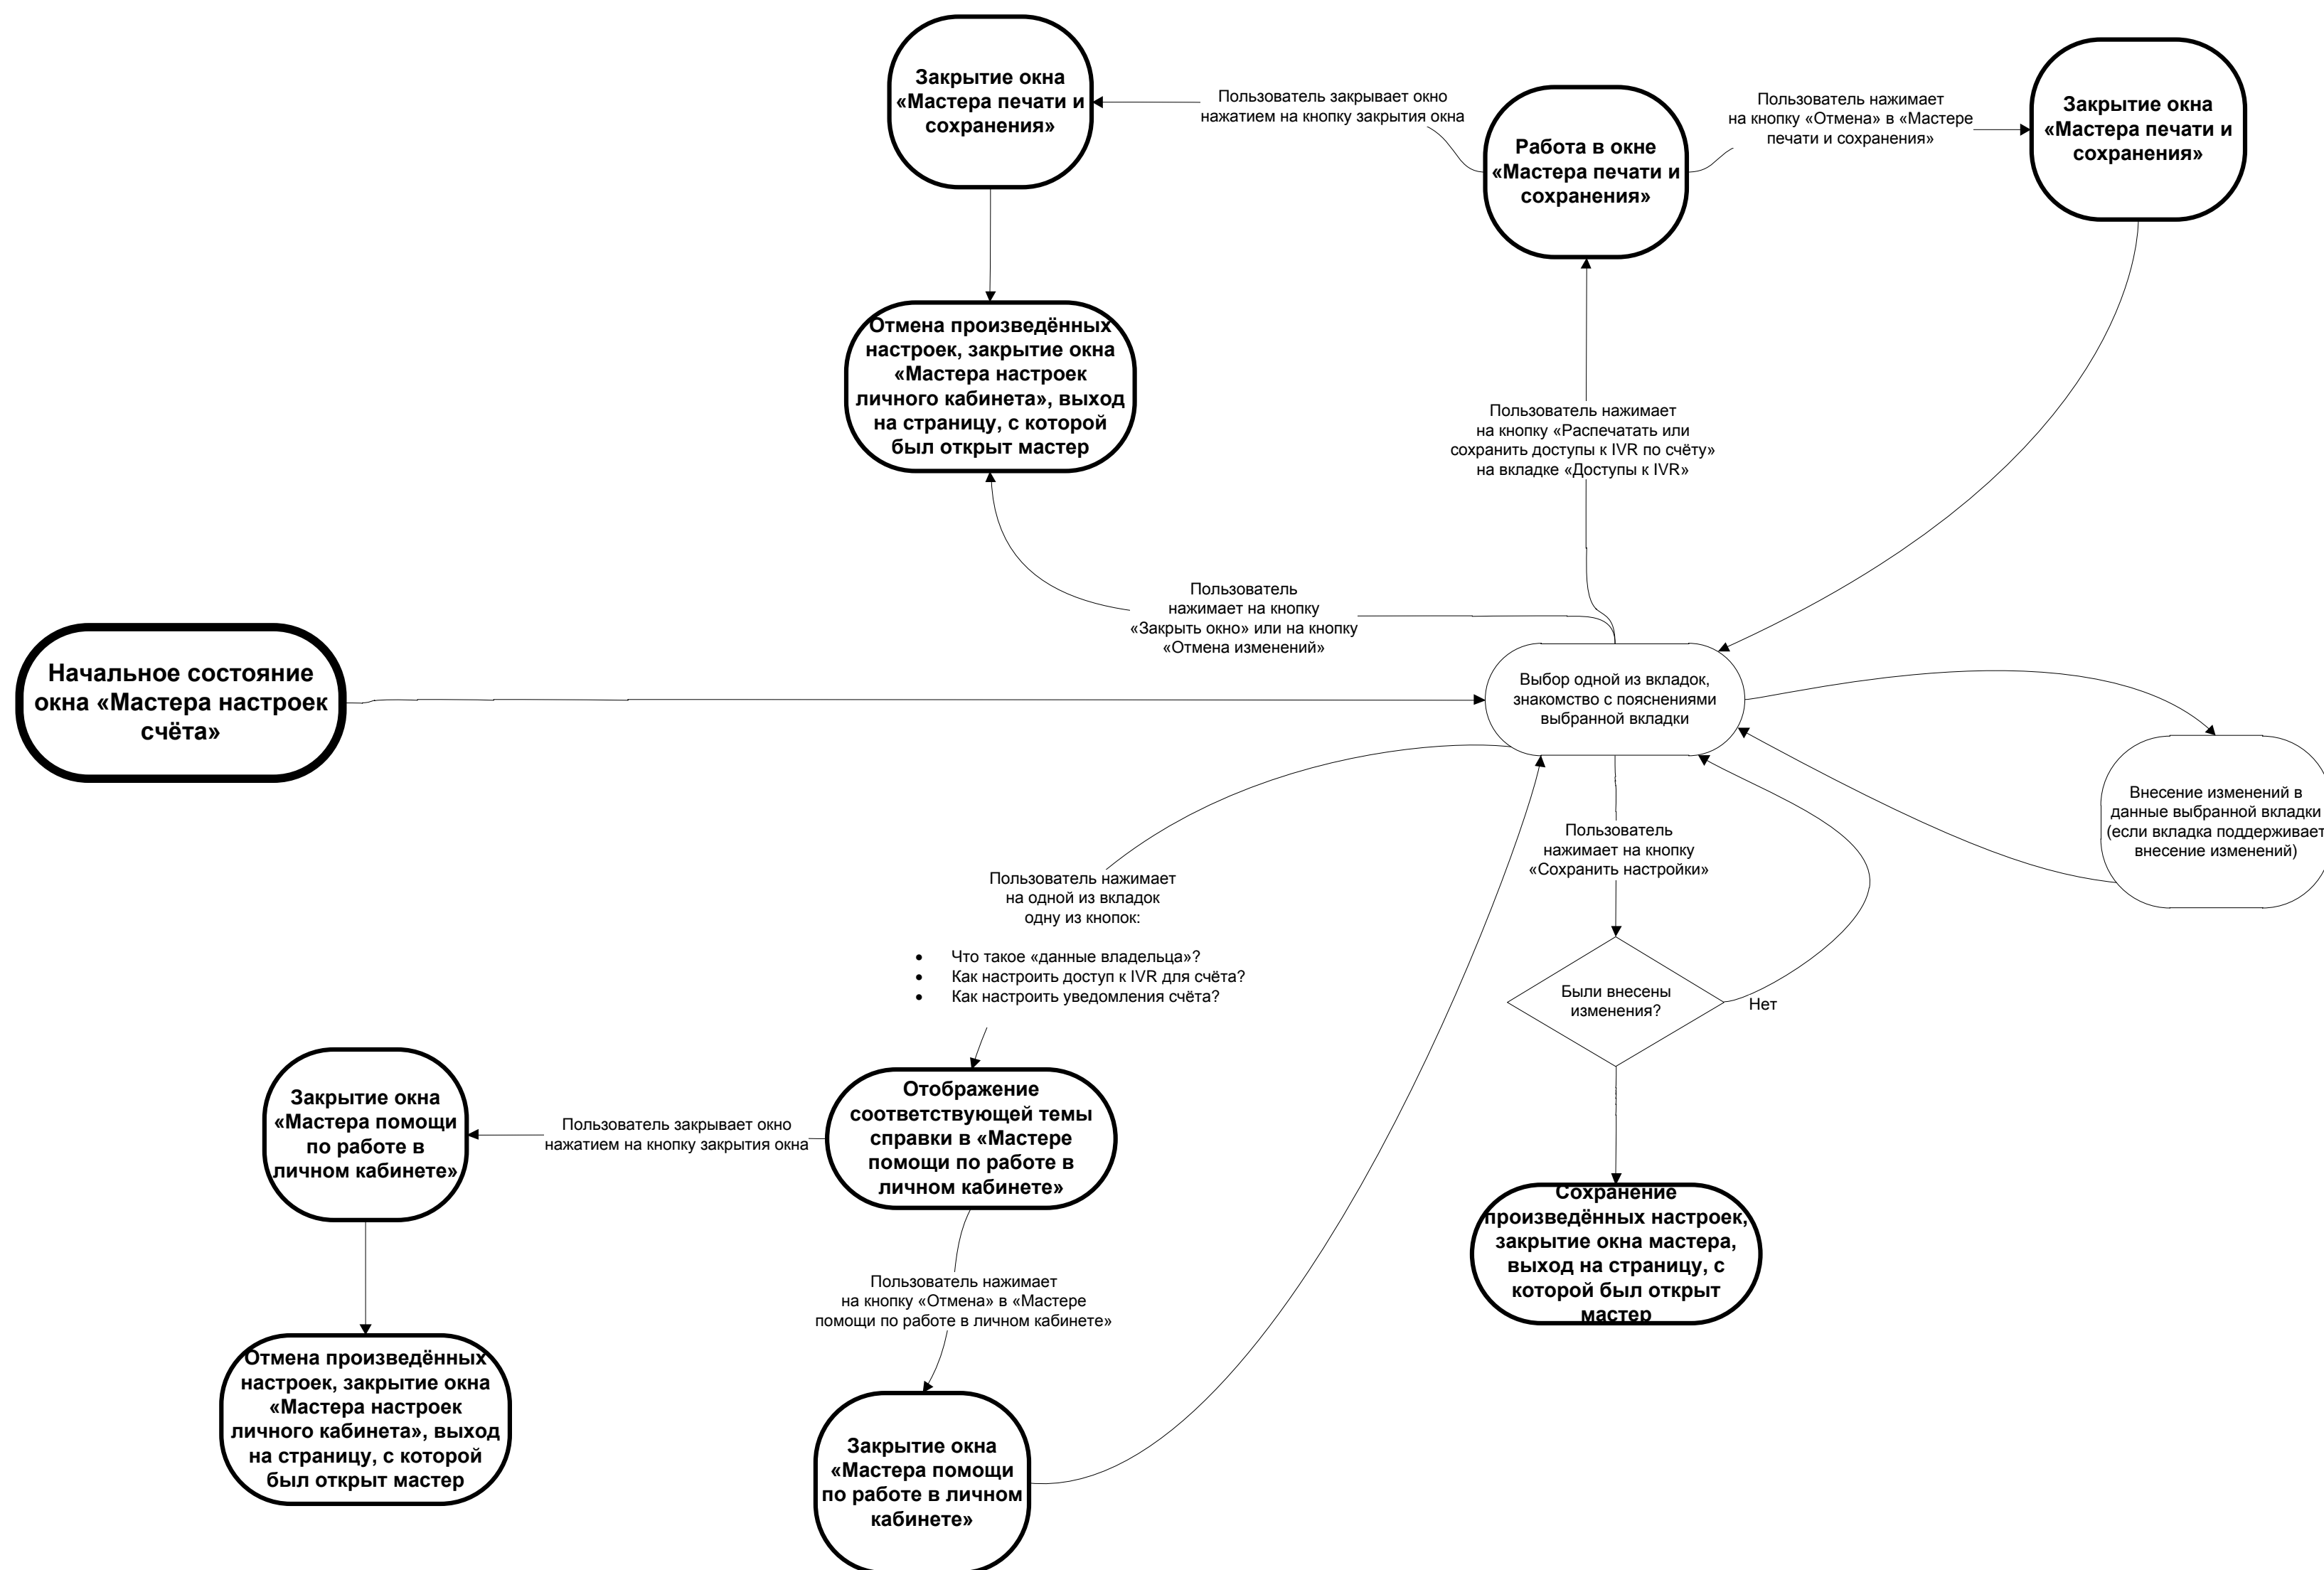 Закрытие окна
«Мастера печати и
сохранения»
Пользователь закрывает окно
нажатием на кнопку закрытия окна
Работа в окне
«Мастера печати и
сохранения»
Пользователь нажимает
на кнопку «Отмена» в «Мастере
печати и сохранения»
Закрытие окна
«Мастера печати и
сохранения»
Отмена произведённых
настроек, закрытие окна
«Мастера настроек
личного кабинета», выход
на страницу, с которой
был открыт мастер
Пользователь нажимает
на кнопку «Распечатать или
сохранить доступы к IVR по счёту»
на вкладке «Доступы к IVR»
Пользователь
нажимает на кнопку
«Закрыть окно» или на кнопку
«Отмена изменений»
Начальное состояние
окна «Мастера настроек
счёта»
Выбор одной из вкладок,
знакомство с пояснениями
выбранной вкладки
Внесение изменений в
данные выбранной вкладки
(если вкладка поддерживает
внесение изменений)
Пользователь
нажимает на кнопку
«Сохранить настройки»
Пользователь нажимает
на одной из вкладок
одну из кнопок:
• Что такое «данные владельца»?
• Как настроить доступ к IVR для счёта?
• Как настроить уведомления счёта?
Были внесены
изменения?
Нет
Закрытие окна
«Мастера помощи
по работе в
личном кабинете»
Пользователь закрывает окно
нажатием на кнопку закрытия окна
Отображение
соответствующей темы
справки в «Мастере
помощи по работе в
личном кабинете»
Сохранение
произведённых настроек,
закрытие окна мастера,
выход на страницу, с
которой был открыт
мастер
Пользователь нажимает
на кнопку «Отмена» в «Мастере
помощи по работе в личном кабинете»
Отмена произведённых
настроек, закрытие окна
«Мастера настроек
личного кабинета», выход
на страницу, с которой
был открыт мастер
Закрытие окна
«Мастера помощи
по работе в личном
кабинете»